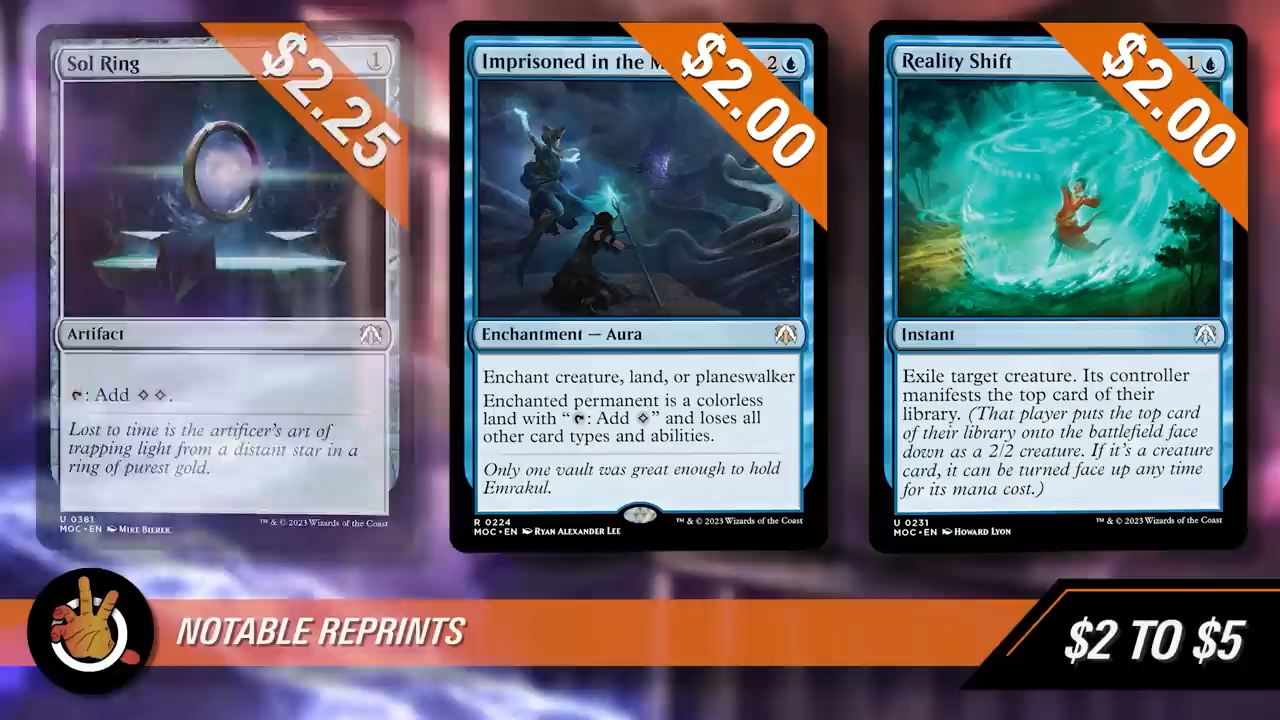 Sol Ring
1
$2.25
Artifact
: Add
Lost to time is the artificer's art of
trapping light from a distant star in a
ring of purest gold.
U 0381
MOC • EN MIKE BIEREK
™ & © 2023 Wizards of the Coast
Imprisoned in the
2
$2.00
Enchantment — Aura
Enchant creature, land, or planeswalker
Enchanted permanent is a colorless
land with “ : Add ” and loses all
other card types and abilities.
Only one vault was great enough to hold
Emrakul.
R 0224
MOC • EN RYAN ALEXANDER LEE
™ & © 2023 Wizards of the Coast
Reality Shift
1
$2.00
Instant
Exile target creature. Its controller
manifests the top card of their
library. (That player puts the top card
of their library onto the battlefield face
down as a 2/2 creature. If it's a creature
card, it can be turned face up any time
for its mana cost.)
U 0231
MOC • EN HOWARD LYON
™ & © 2023 Wizards of the Coast
NOTABLE REPRINTS
$2 TO $5